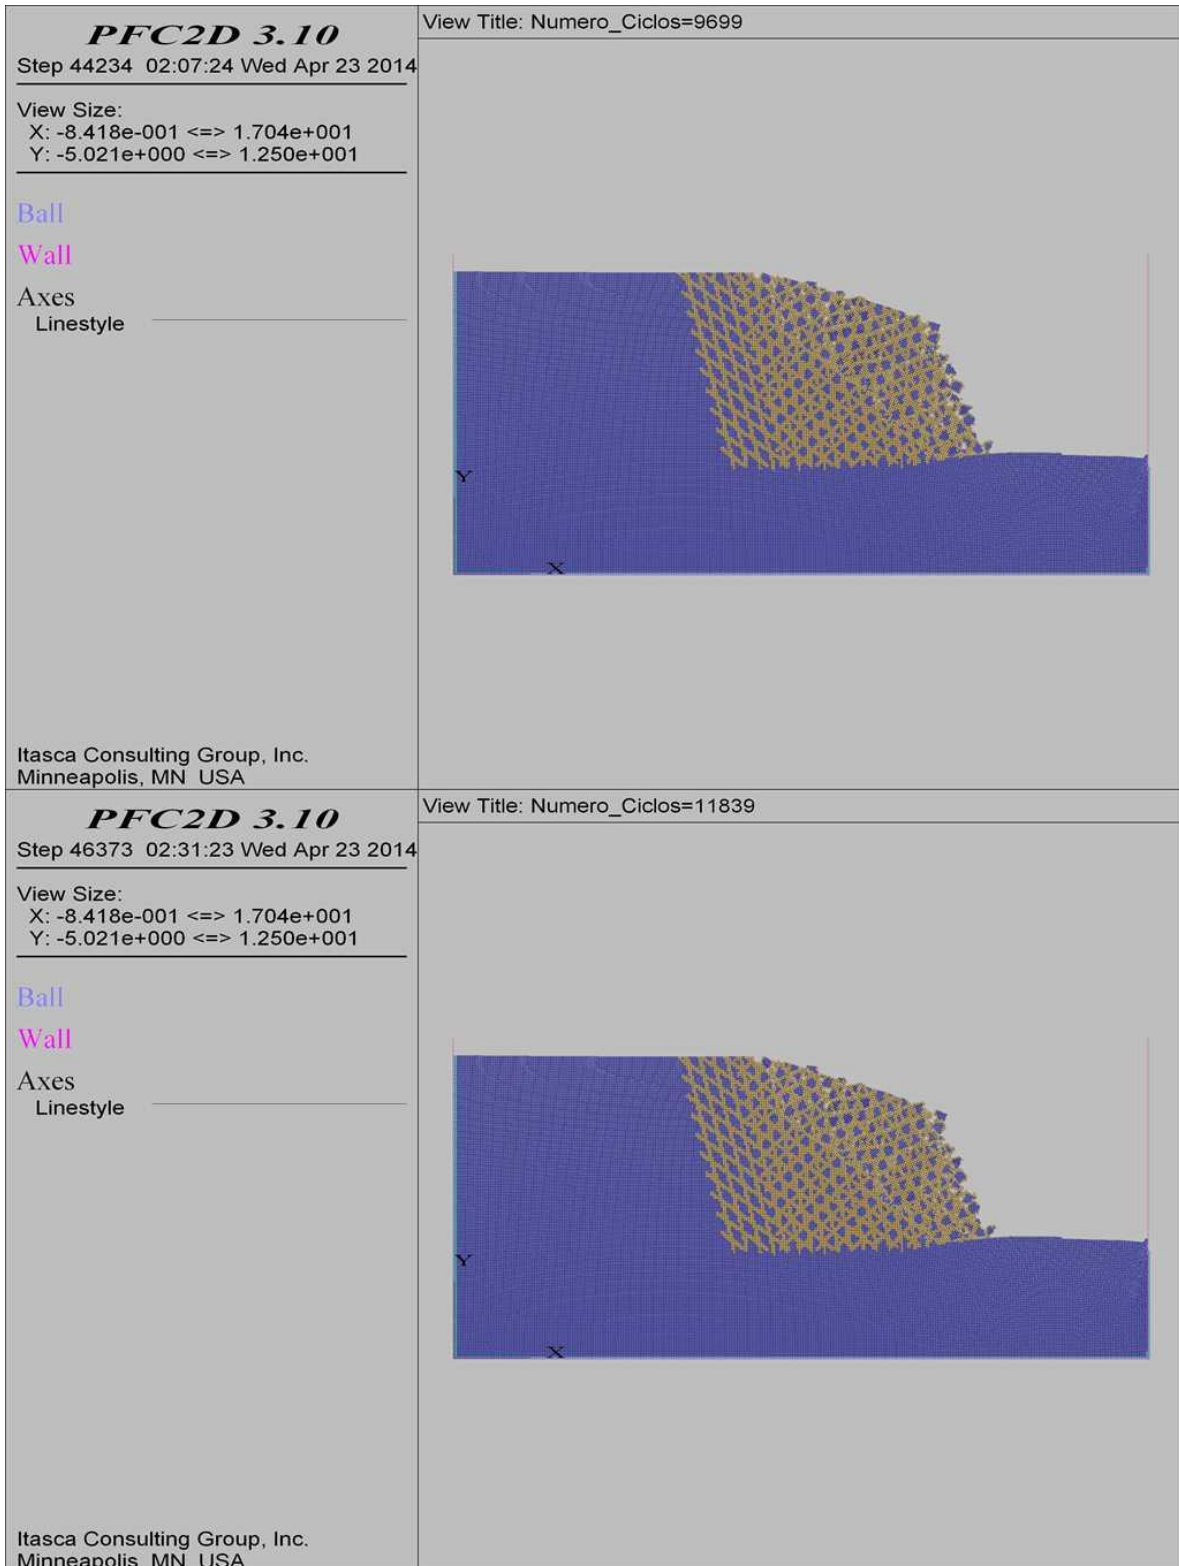 PFC2D 3.10
Step 44234 02:07:24 Wed Apr 23 2014
View Size:
X: -8.418e-001 <=> 1.704e+001
Y: -5.021e+000 <=> 1.250e+001
Ball
Wall
Axes
Linestyle
Itasca Consulting Group, Inc.
Minneapolis, MN USA
View Title: Numero_Ciclos=9699
Y
X
PFC2D 3.10
Step 46373 02:31:23 Wed Apr 23 2014
View Size:
X: -8.418e-001 <=> 1.704e+001
Y: -5.021e+000 <=> 1.250e+001
Ball
Wall
Axes
Linestyle
Itasca Consulting Group, Inc.
Minneapolis, MN USA
View Title: Numero_Ciclos=11839
Y
X